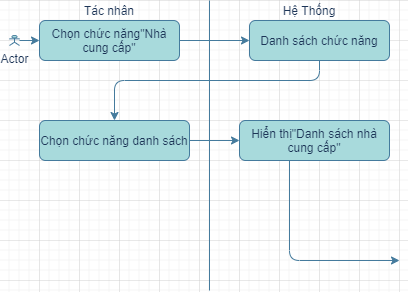 Tác nhân
Hệ Thống
Actor
Chọn chức năng"Nhà
cung cấp"
Danh sách chức năng
Chọn chức năng danh sách
Hiển thị"Danh sách nhà
cung cấp"